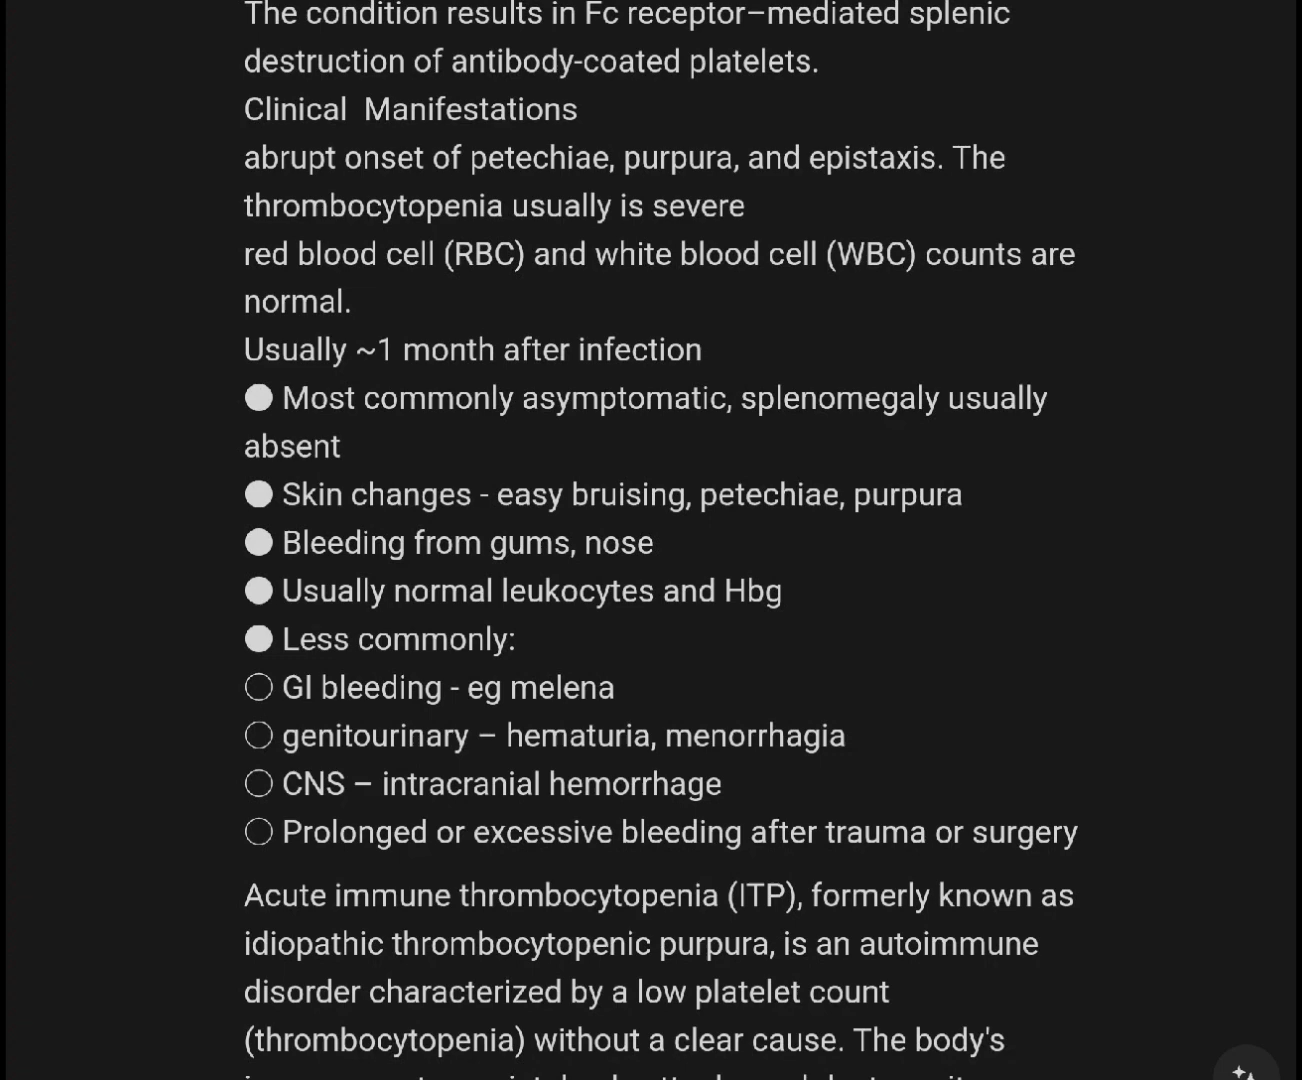 The condition results in Fc receptor–mediated splenic
destruction of antibody-coated platelets.
Clinical  Manifestations
abrupt onset of petechiae, purpura, and epistaxis. The
thrombocytopenia usually is severe
red blood cell (RBC) and white blood cell (WBC) counts are
normal.
Usually ~1 month after infection
● Most commonly asymptomatic, splenomegaly usually
absent
● Skin changes - easy bruising, petechiae, purpura
● Bleeding from gums, nose
● Usually normal leukocytes and Hbg
● Less commonly:
○ GI bleeding - eg melena
○ genitourinary – hematuria, menorrhagia
○ CNS – intracranial hemorrhage
○ Prolonged or excessive bleeding after trauma or surgery
Acute immune thrombocytopenia (ITP), formerly known as
idiopathic thrombocytopenic purpura, is an autoimmune
disorder characterized by a low platelet count
(thrombocytopenia) without a clear cause. The body's